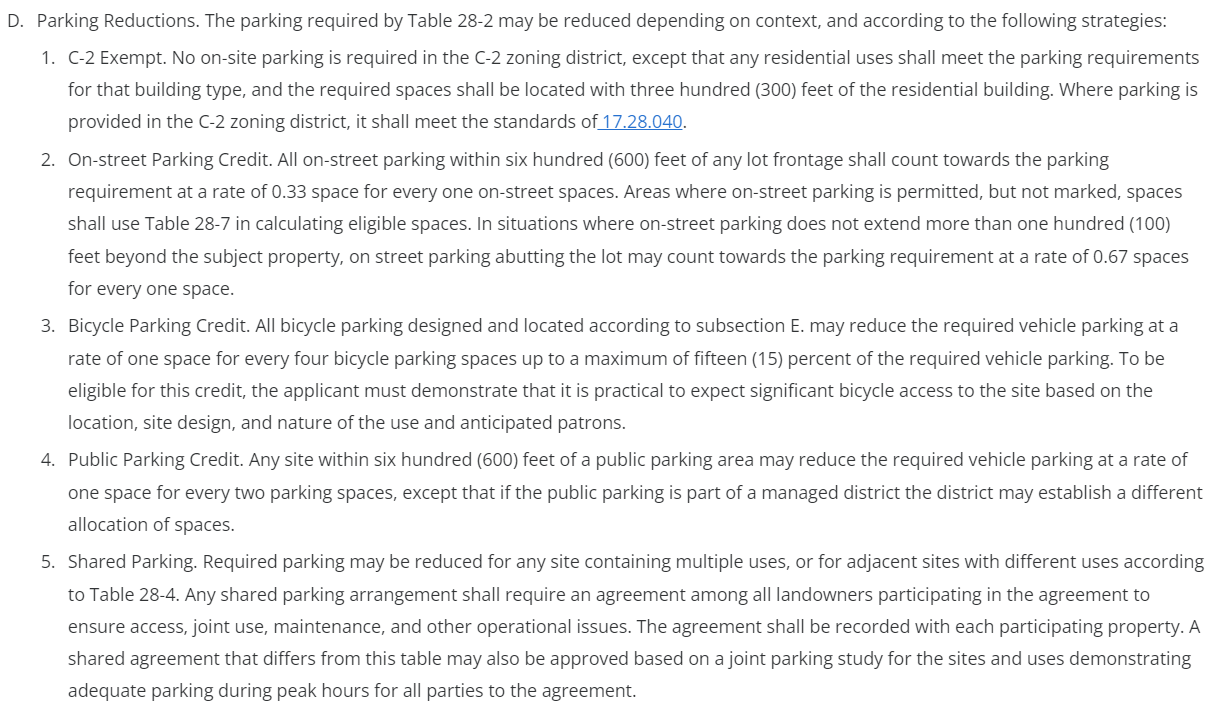 D. Parking Reductions. The parking required by Table 28-2 may be reduced depending on context, and according to the following strategies:
1. C-2 Exempt. No on-site parking is required in the C-2 zoning district, except that any residential uses shall meet the parking requirements
for that building type, and the required spaces shall be located with three hundred (300) feet of the residential building. Where parking is
provided in the C-2 zoning district, it shall meet the standards of 17.28.040.
2. On-street Parking Credit. All on-street parking within six hundred (600) feet of any lot frontage shall count towards the parking
requirement at a rate of 0.33 space for every one on-street spaces. Areas where on-street parking is permitted, but not marked, spaces
shall use Table 28-7 in calculating eligible spaces. In situations where on-street parking does not extend more than one hundred (100)
feet beyond the subject property, on street parking abutting the lot may count towards the parking requirement at a rate of 0.67 spaces
for every one space.
3. Bicycle Parking Credit. All bicycle parking designed and located according to subsection E. may reduce the required vehicle parking at a
rate of one space for every four bicycle parking spaces up to a maximum of fifteen (15) percent of the required vehicle parking. To be
eligible for this credit, the applicant must demonstrate that it is practical to expect significant bicycle access to the site based on the
location, site design, and nature of the use and anticipated patrons.
4. Public Parking Credit. Any site within six hundred (600) feet of a public parking area may reduce the required vehicle parking at a rate of
one space for every two parking spaces, except that if the public parking is part of a managed district the district may establish a different
allocation of spaces.
5. Shared Parking. Required parking may be reduced for any site containing multiple uses, or for adjacent sites with different uses according
to Table 28-4. Any shared parking arrangement shall require an agreement among all landowners participating in the agreement to
ensure access, joint use, maintenance, and other operational issues. The agreement shall be recorded with each participating property. A
shared agreement that differs from this table may also be approved based on a joint parking study for the sites and uses demonstrating
adequate parking during peak hours for all parties to the agreement.